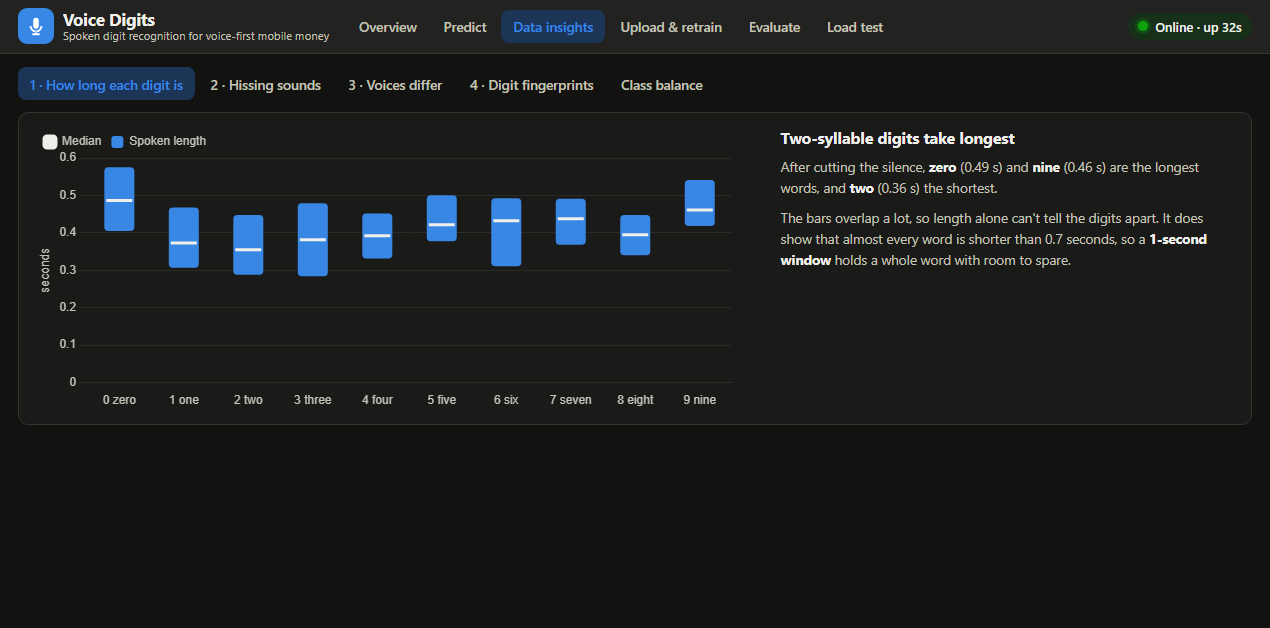 Voice Digits
Spoken digit recognition for voice-first mobile money
Overview
Predict
Data insights
Upload & retrain
Evaluate
Load test
Online · up 32s
1 · How long each digit is
2 · Hissing sounds
3 · Voices differ
4 · Digit fingerprints
Class balance
Median
Spoken length
0.6
0.5
0.4
0.3
0.2
0.1
0
seconds
0 zero
1 one
2 two
3 three
4 four
5 five
6 six
7 seven
8 eight
9 nine
Two-syllable digits take longest
After cutting the silence, zero (0.49 s) and nine (0.46 s) are the longest
words, and two (0.36 s) the shortest.
The bars overlap a lot, so length alone can't tell the digits apart. It does
show that almost every word is shorter than 0.7 seconds, so a 1-second
window holds a whole word with room to spare.